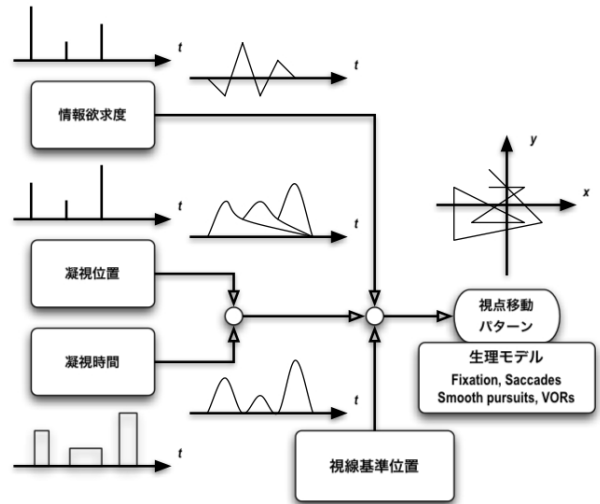 t
t
情報欲求度
y
x
t
t
凝視位置
視点移動
パターン
凝視時間
生理モデル
Fixation, Saccades
Smooth pursuits, VORs
t
t
視線基準位置